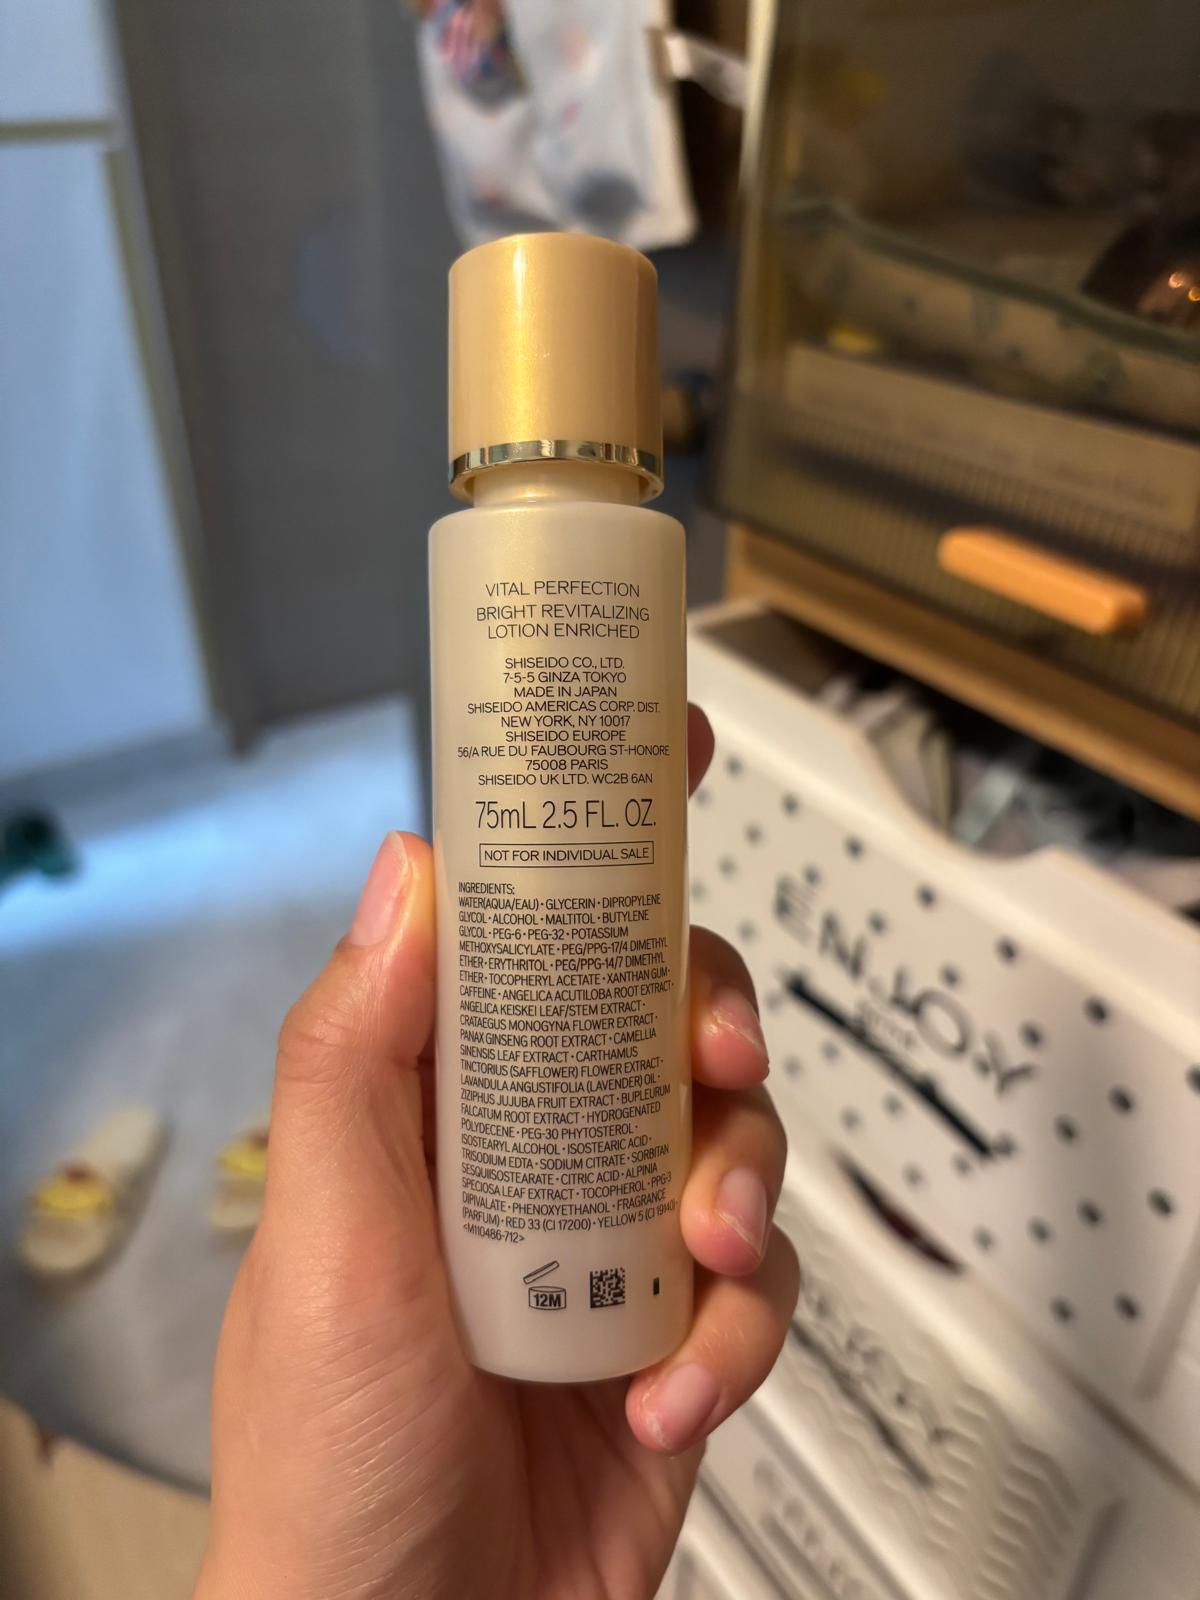 VITAL PERFECTION
BRIGHT REVITALIZING
LOTION ENRICHED
SHISEIDO CO., LTD.
7-5-5 GINZA TOKYO
MADE IN JAPAN
SHISEIDO AMERICAS CORP. DIST.
NEW YORK, NY 10017
SHISEIDO EUROPE
56/A RUE DU FAUBOURG ST-HONORE
75008 PARIS
SHISEIDO UK LTD. WC2B 6AN
75mL 2.5 FL. OZ.
NOT FOR INDIVIDUAL SALE
INGREDIENTS:
WATER(AQUA/EAU)・GLYCERIN・DIPROPYLENE
GLYCOL・ALCOHOL・MALTITOL・BUTYLENE
GLYCOL・PEG-6・PEG-32・POTASSIUM
METHOXYSALICYLATE・PEG/PPG-17/4 DIMETHYL
ETHER・ERYTHRITOL・PEG/PPG-14/7 DIMETHYL
ETHER・TOCOPHERYL ACETATE・XANTHAN GUM・
CAFFEINE・ANGELICA ACUTILOBA ROOT EXTRACT・
ANGELICA KEISKEI LEAF/STEM EXTRACT・
CRATAEGUS MONOGYNA FLOWER EXTRACT・
PANAX GINSENG ROOT EXTRACT・CAMELLIA
SINENSIS LEAF EXTRACT・CARTHAMUS
TINCTORIUS (SAFFLOWER) FLOWER EXTRACT・
LAVANDULA ANGUSTIFOLIA (LAVENDER) OIL・
ZIZIPHUS JUJUBA FRUIT EXTRACT・BUPLEURUM
FALCATUM ROOT EXTRACT・HYDROGENATED
POLYDECENE・PEG-30 PHYTOSTEROL・
ISOSTEARYL ALCOHOL・ISOSTEARIC ACID・
TRISODIUM EDTA・SODIUM CITRATE・SORBITAN
SESQUIISOSTEARATE・CITRIC ACID・ALPINIA
SPECIOSA LEAF EXTRACT・TOCOPHEROL・PPG-3
DIPIVALATE・PHENOXYETHANOL・FRAGRANCE
(PARFUM)・RED 33 (CI 17200)・YELLOW 5 (CI 19140)・
<M110486-712>
12M
ENJOY